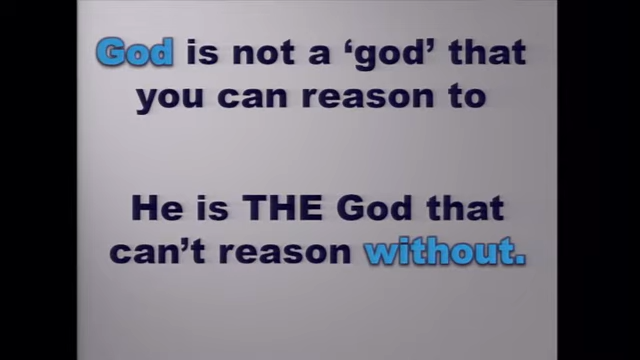 God is not a ‘god’ that
you can reason to
He is THE God that
can’t reason without.